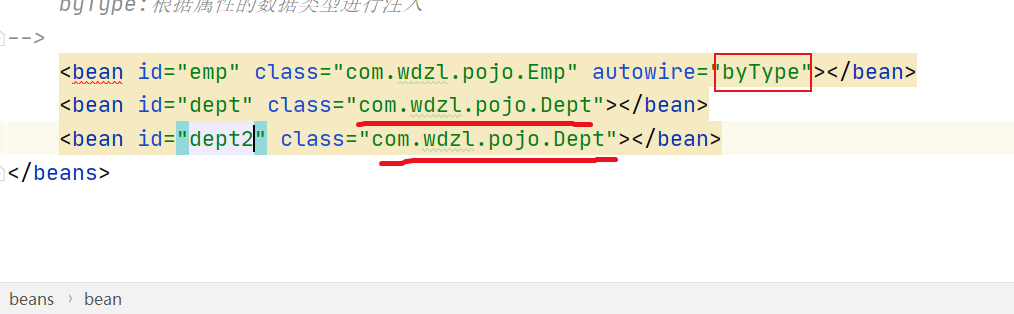 byType:根据属性的数据类型进行注入
-->
<bean id="emp" class="com.wdzl.pojo.Emp" autowire="byType"></bean>
<bean id="dept" class="com.wdzl.pojo.Dept"></bean>
<bean id="dept2" class="com.wdzl.pojo.Dept"></bean>
</beans>
beans › bean